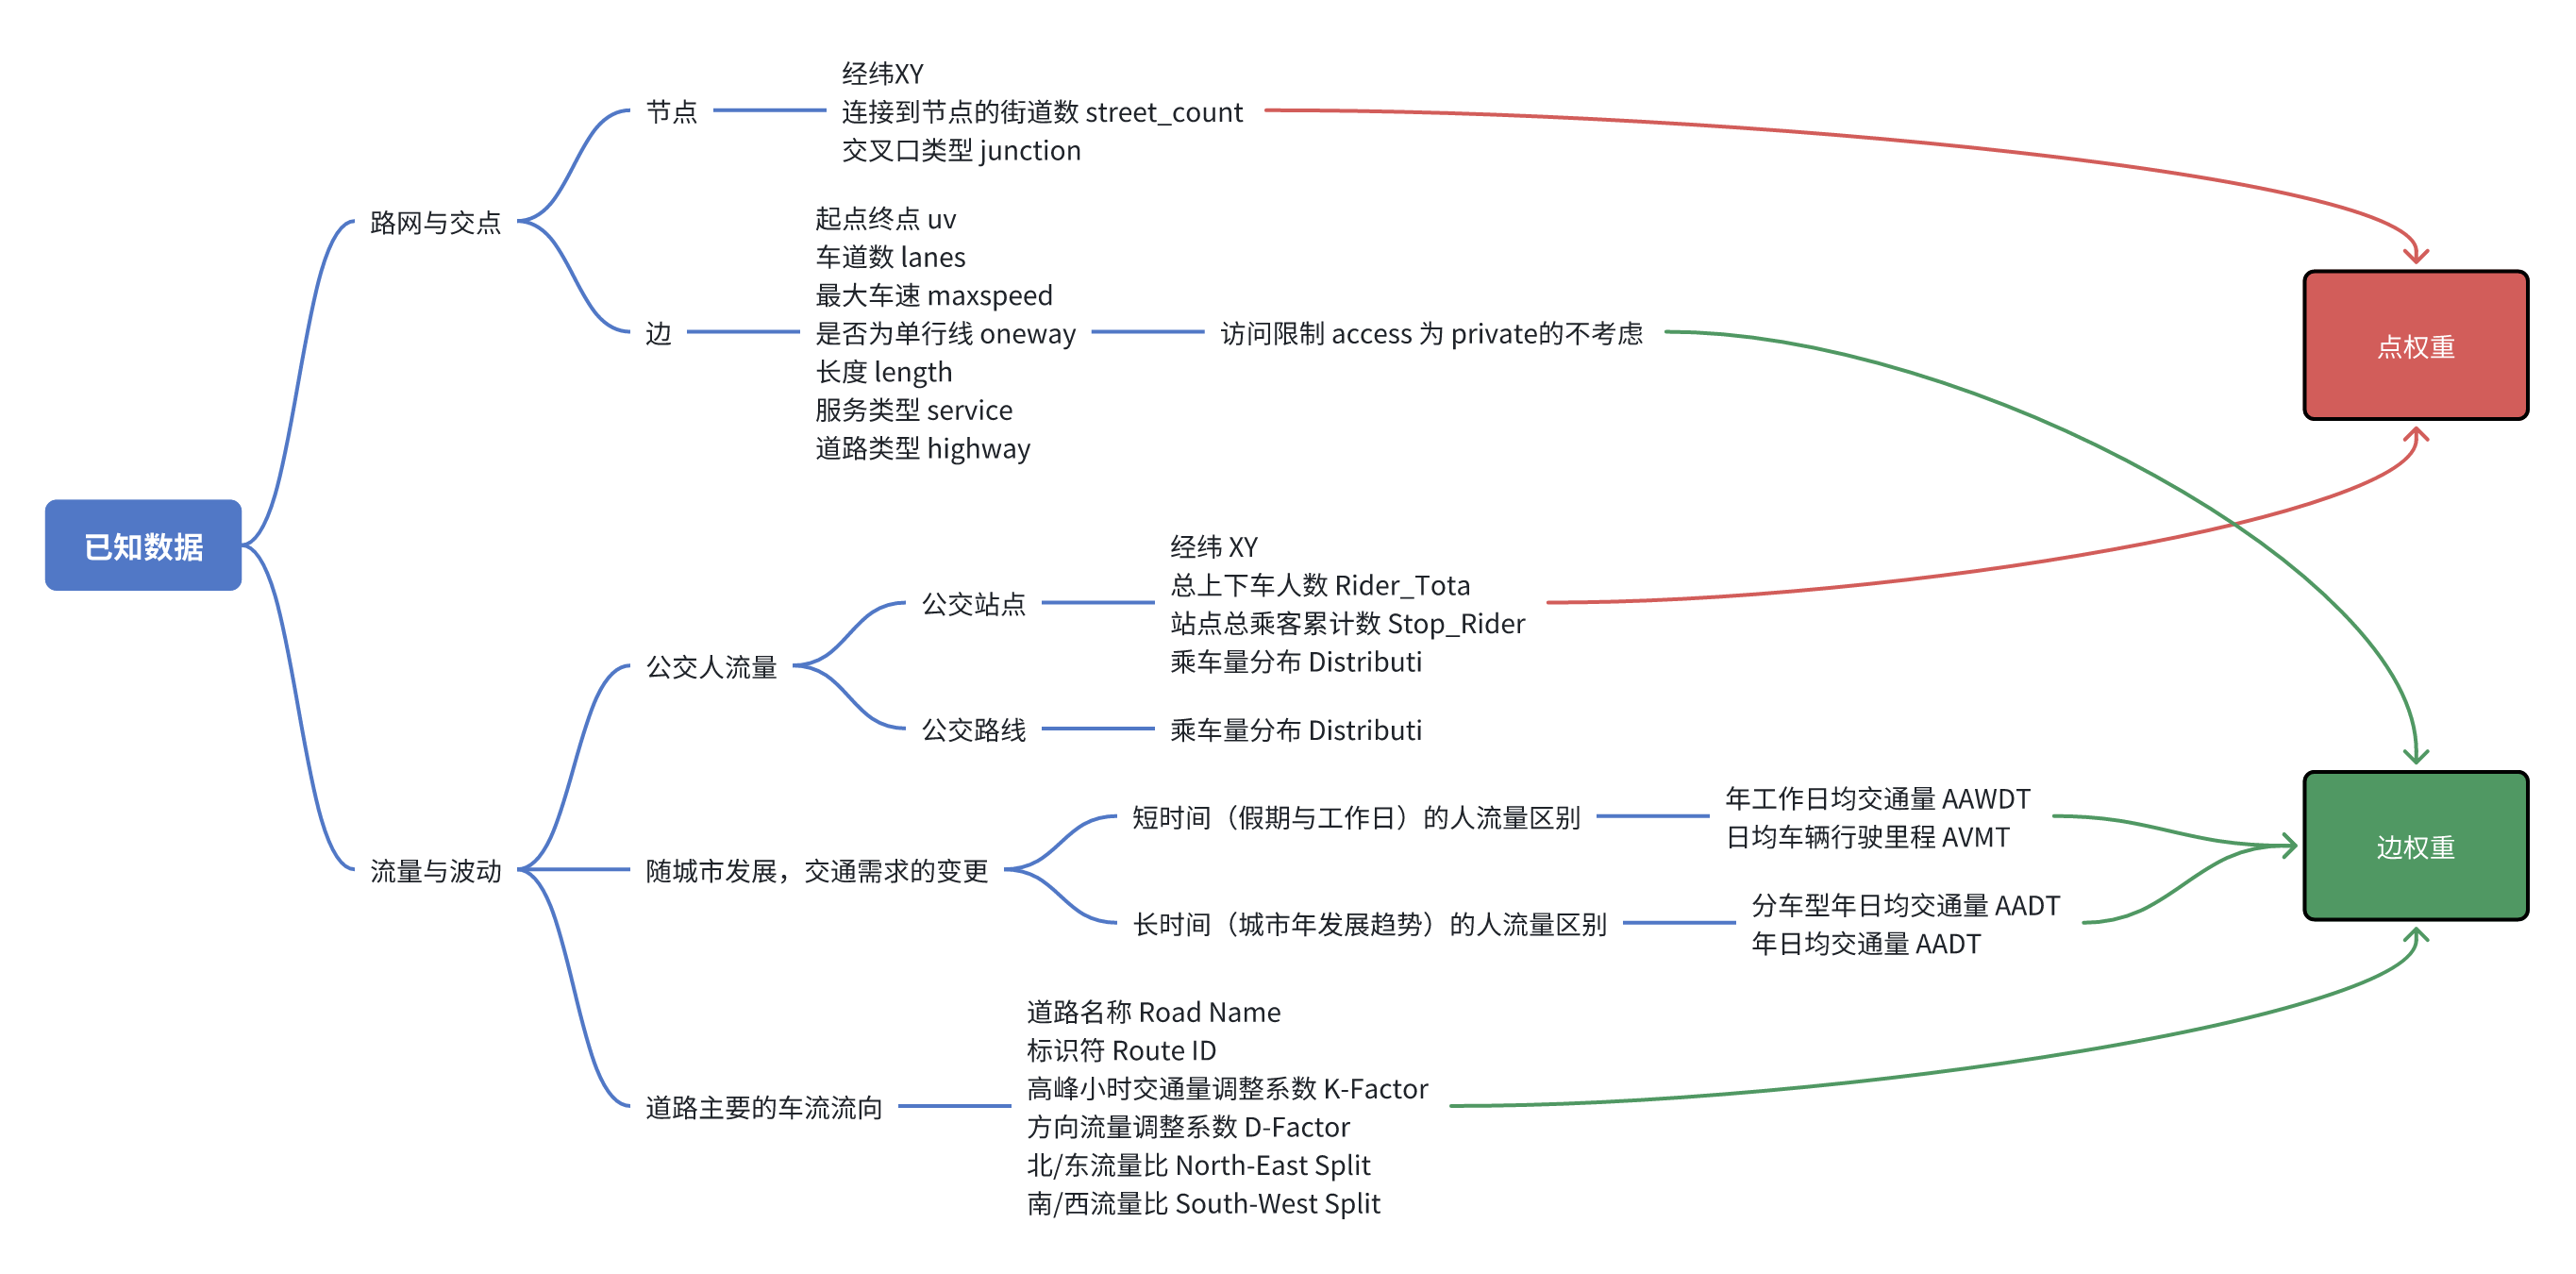 已知数据
路网与交点
节点
经纬XY
连接到节点的街道数 street_count
交叉口类型 junction
边
起点终点 uv
车道数 lanes
最大车速 maxspeed
是否为单行线 oneway
长度 length
服务类型 service
道路类型 highway
访问限制 access 为 private的不考虑
流量与波动
公交人流量
公交站点
经纬 XY
总上下车人数 Rider_Tota
站点总乘客累计数 Stop_Rider
乘车量分布 Distributi
公交路线
乘车量分布 Distributi
随城市发展，交通需求的变更
短时间（假期与工作日）的人流量区别
年工作日均交通量 AAWDT
日均车辆行驶里程 AVMT
长时间（城市年发展趋势）的人流量区别
分车型年日均交通量 AADT
年日均交通量 AADT
道路主要的车流流向
道路名称 Road Name
标识符 Route ID
高峰小时交通量调整系数 K-Factor
方向流量调整系数 D-Factor
北/东流量比 North-East Split
南/西流量比 South-West Split
点权重
边权重